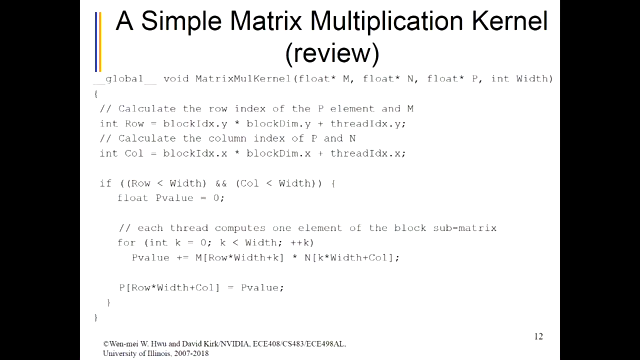 A Simple Matrix Multiplication Kernel
(review)
__global__ void MatrixMulKernel(float* M, float* N, float* P, int Width)
{
// Calculate the row index of the P element and M
int Row = blockIdx.y * blockDim.y + threadIdx.y;
// Calculate the column index of P and N
int Col = blockIdx.x * blockDim.x + threadIdx.x;
if ((Row < Width) && (Col < Width)) {
float Pvalue = 0;
// each thread computes one element of the block sub-matrix
for (int k = 0; k < Width; ++k)
Pvalue += M[Row*Width+k] * N[k*Width+Col];
P[Row*Width+Col] = Pvalue;
}
}
12
©Wen-mei W. Hwu and David Kirk/NVIDIA, ECE408/CS483/ECE498AL,
University of Illinois, 2007-2018